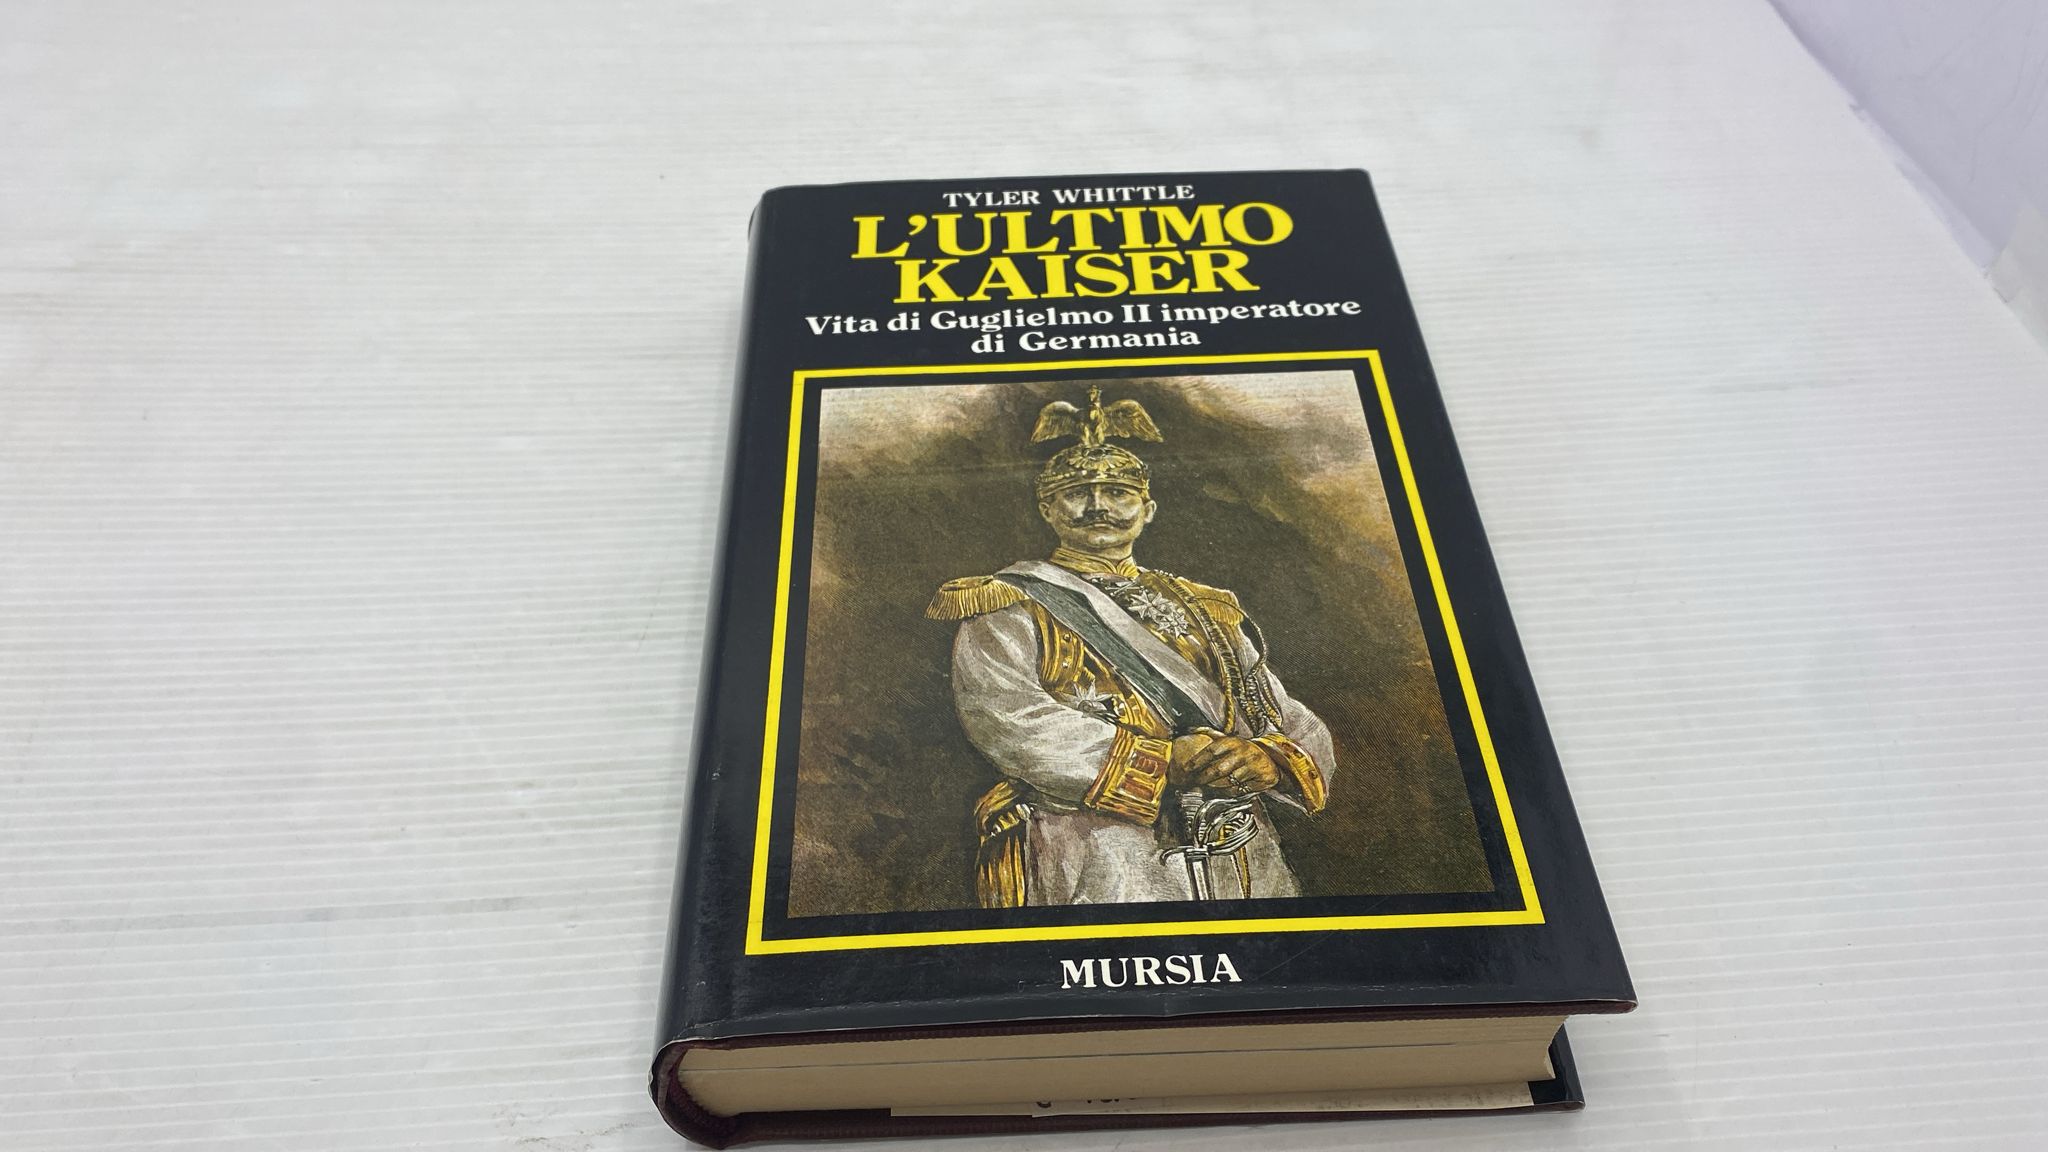 TYLER WHITTLE
L'ULTIMO
KAISER
Vita di Guglielmo II imperatore
di Germania
MURSIA